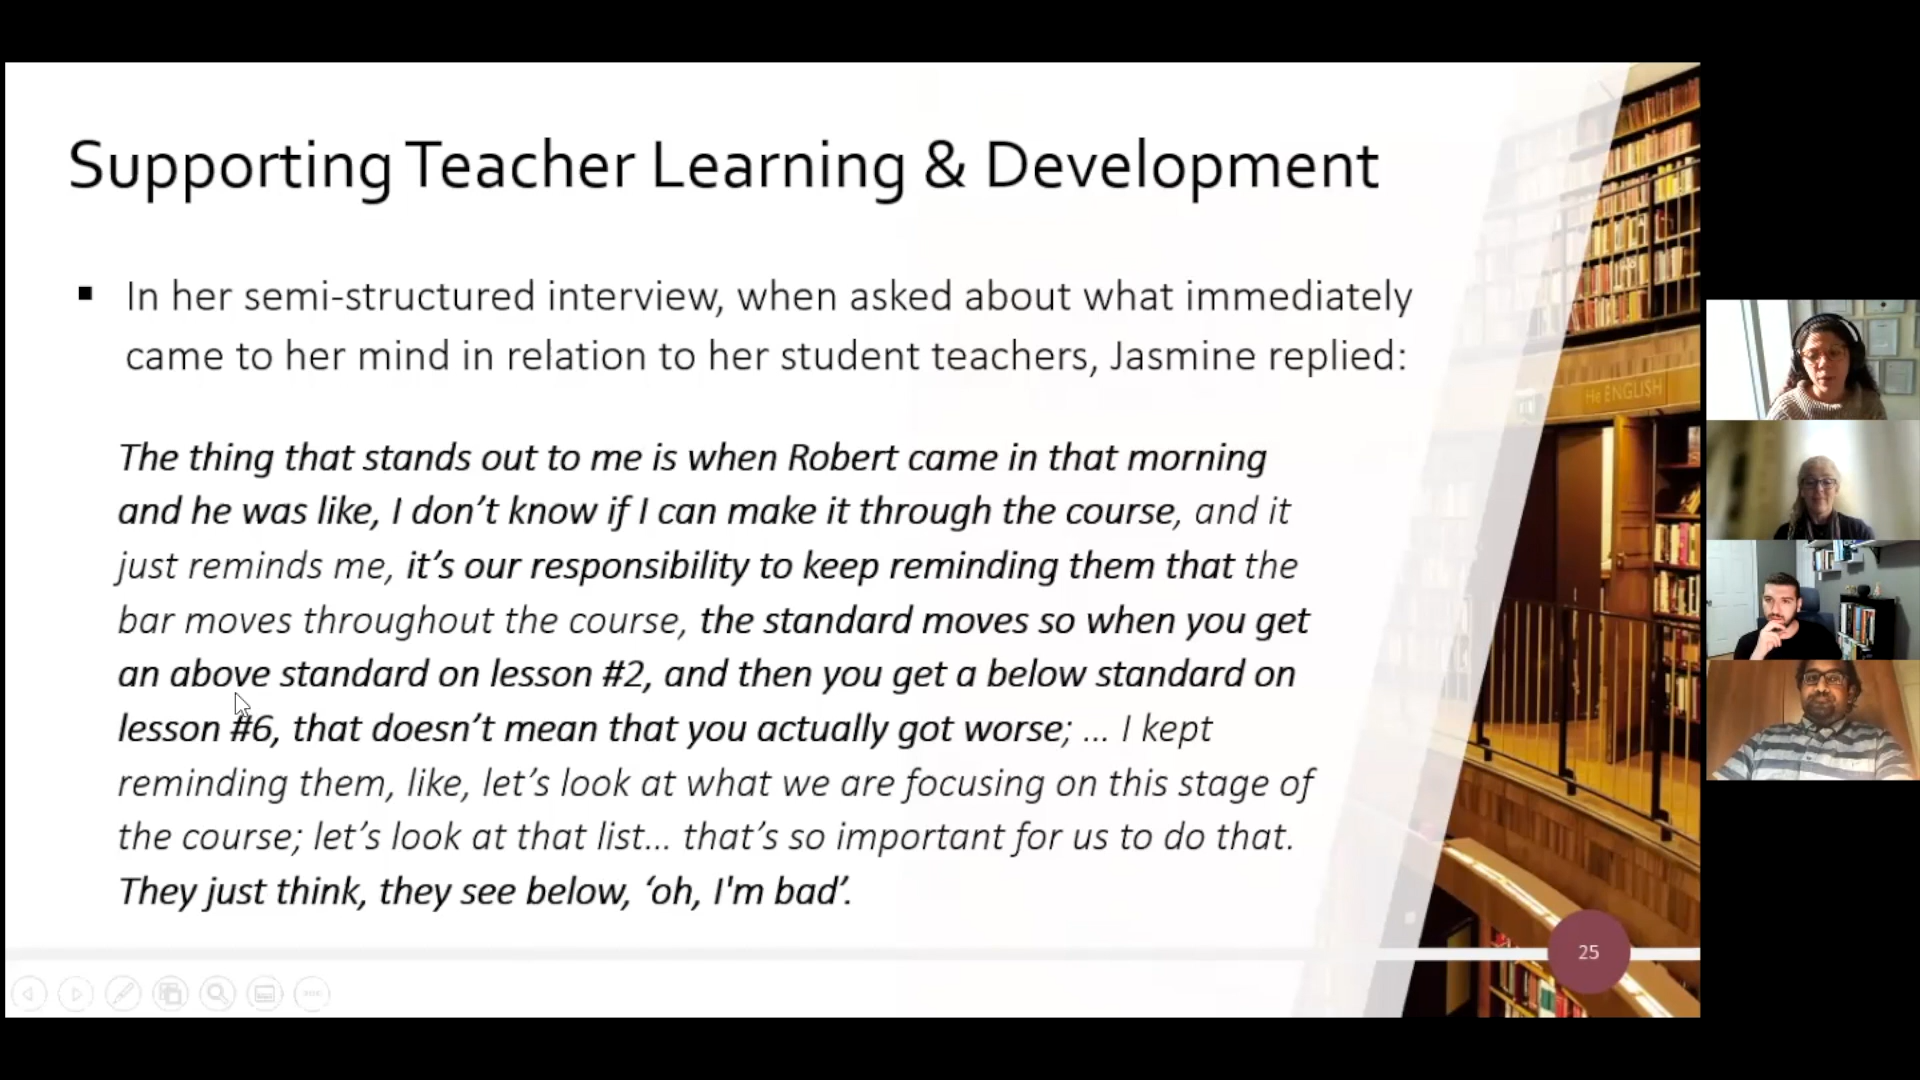 Supporting Teacher Learning & Development
▪ In her semi-structured interview, when asked about what immediately
came to her mind in relation to her student teachers, Jasmine replied:
The thing that stands out to me is when Robert came in that morning
and he was like, I don’t know if I can make it through the course, and it
just reminds me, it’s our responsibility to keep reminding them that the
bar moves throughout the course, the standard moves so when you get
an above standard on lesson #2, and then you get a below standard on
lesson #6, that doesn’t mean that you actually got worse; ... I kept
reminding them, like, let’s look at what we are focusing on this stage of
the course; let’s look at that list... that’s so important for us to do that.
They just think, they see below, ‘oh, I'm bad’.
He ENGLISH
25